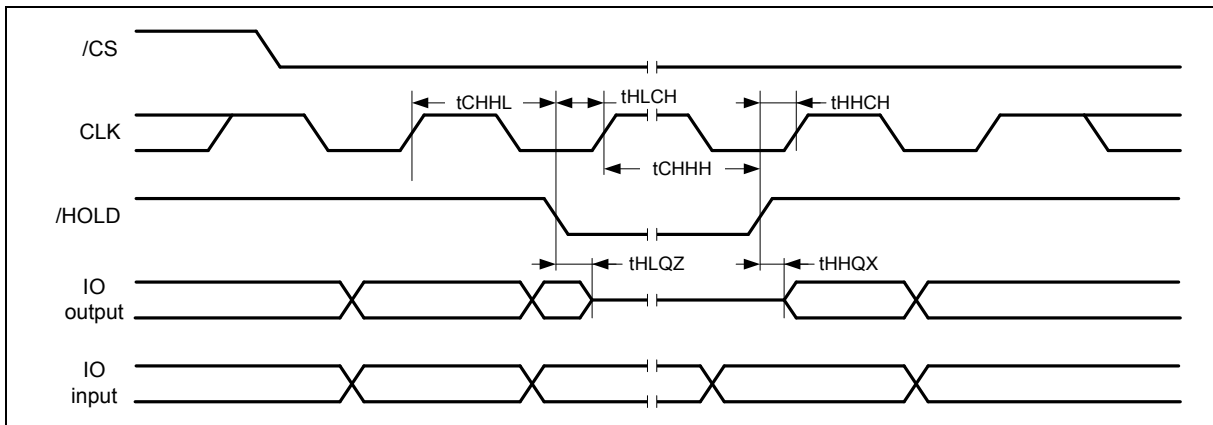 /CS
tCHHL
tHLCH
tHHCH
CLK
tCHHH
/HOLD
tHLQZ
tHHQX
IO
output
IO
input